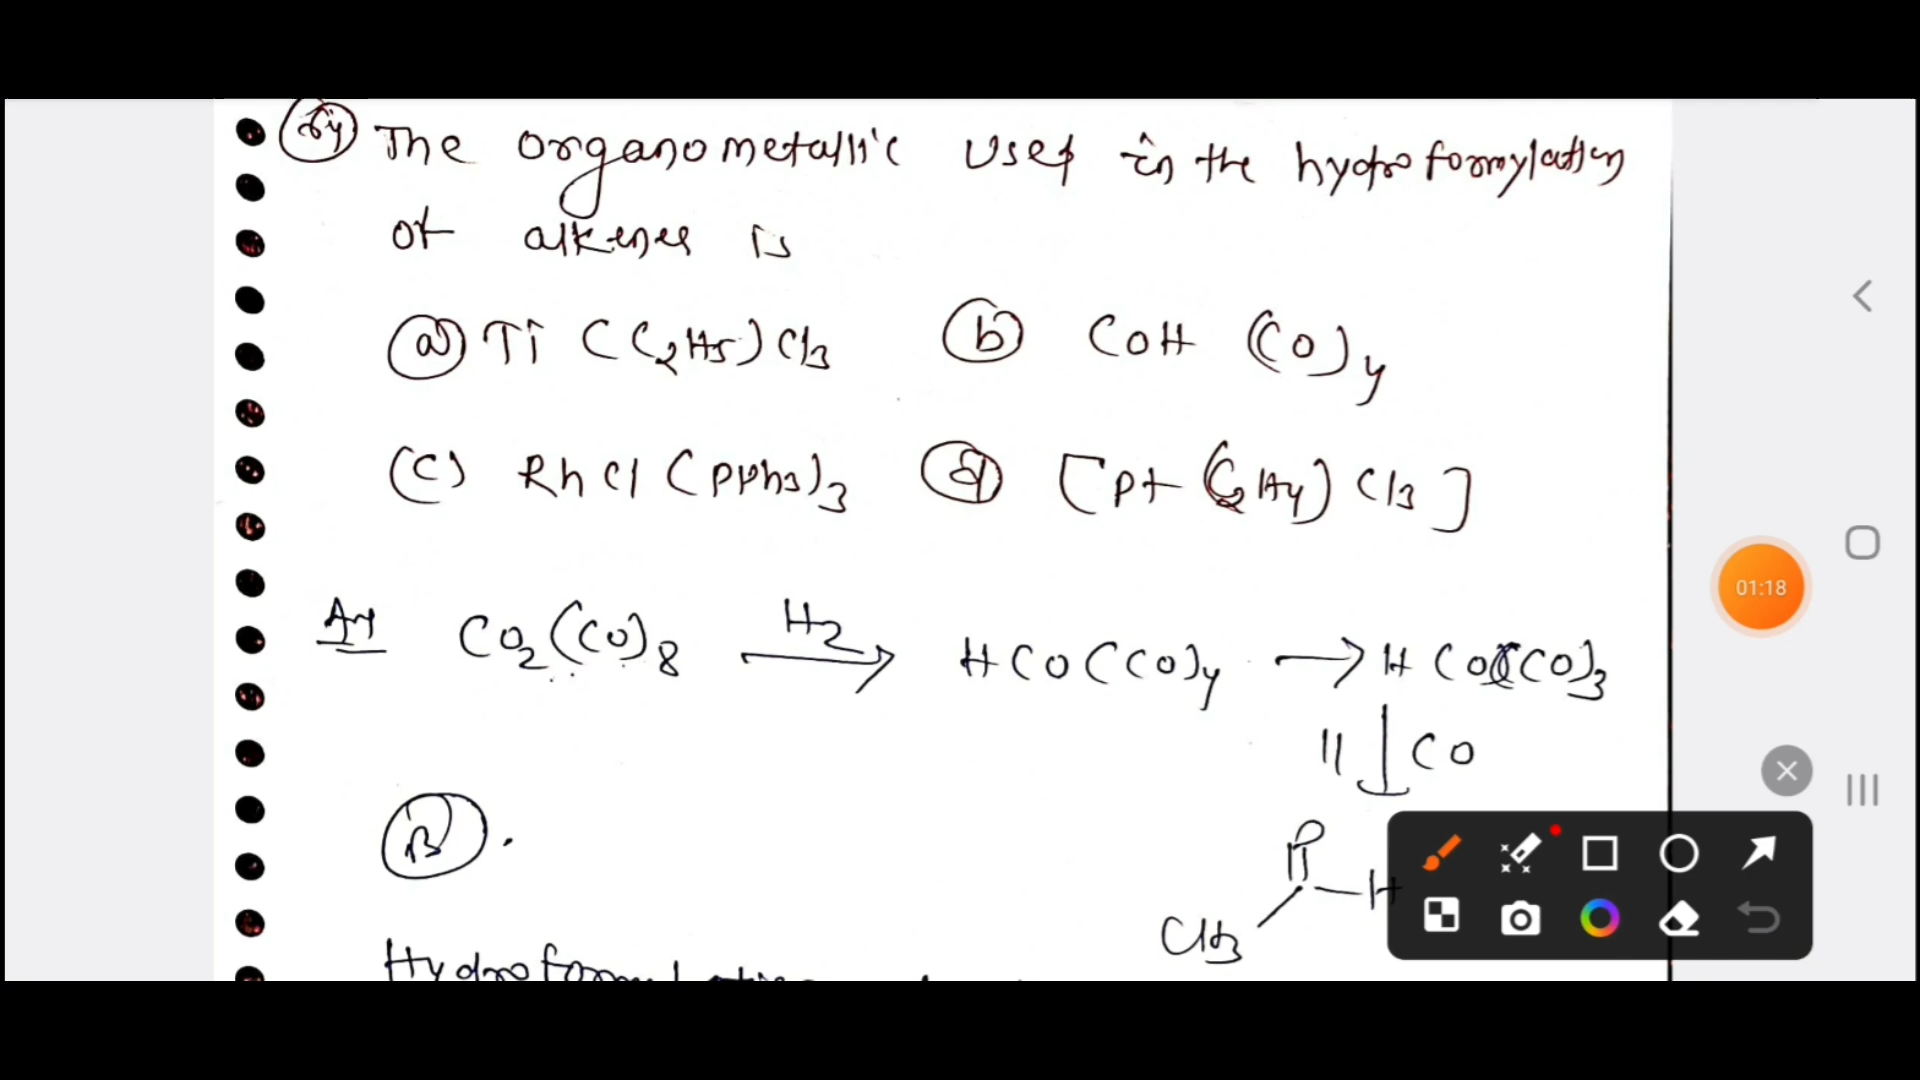 64 The organometallic used in the hydroformylation
of alkenes is
(a) Ti (C2H5) Cl3 (b) CoH (CO)4
(c) RhCl (PPh3)3 (d) [Pt (C2H4) Cl3]
Ans Co2(CO)8 H2→ HCo(CO)4 → HCo(CO)3
|| ↓ CO
01:18
(B).
O
H
CH3